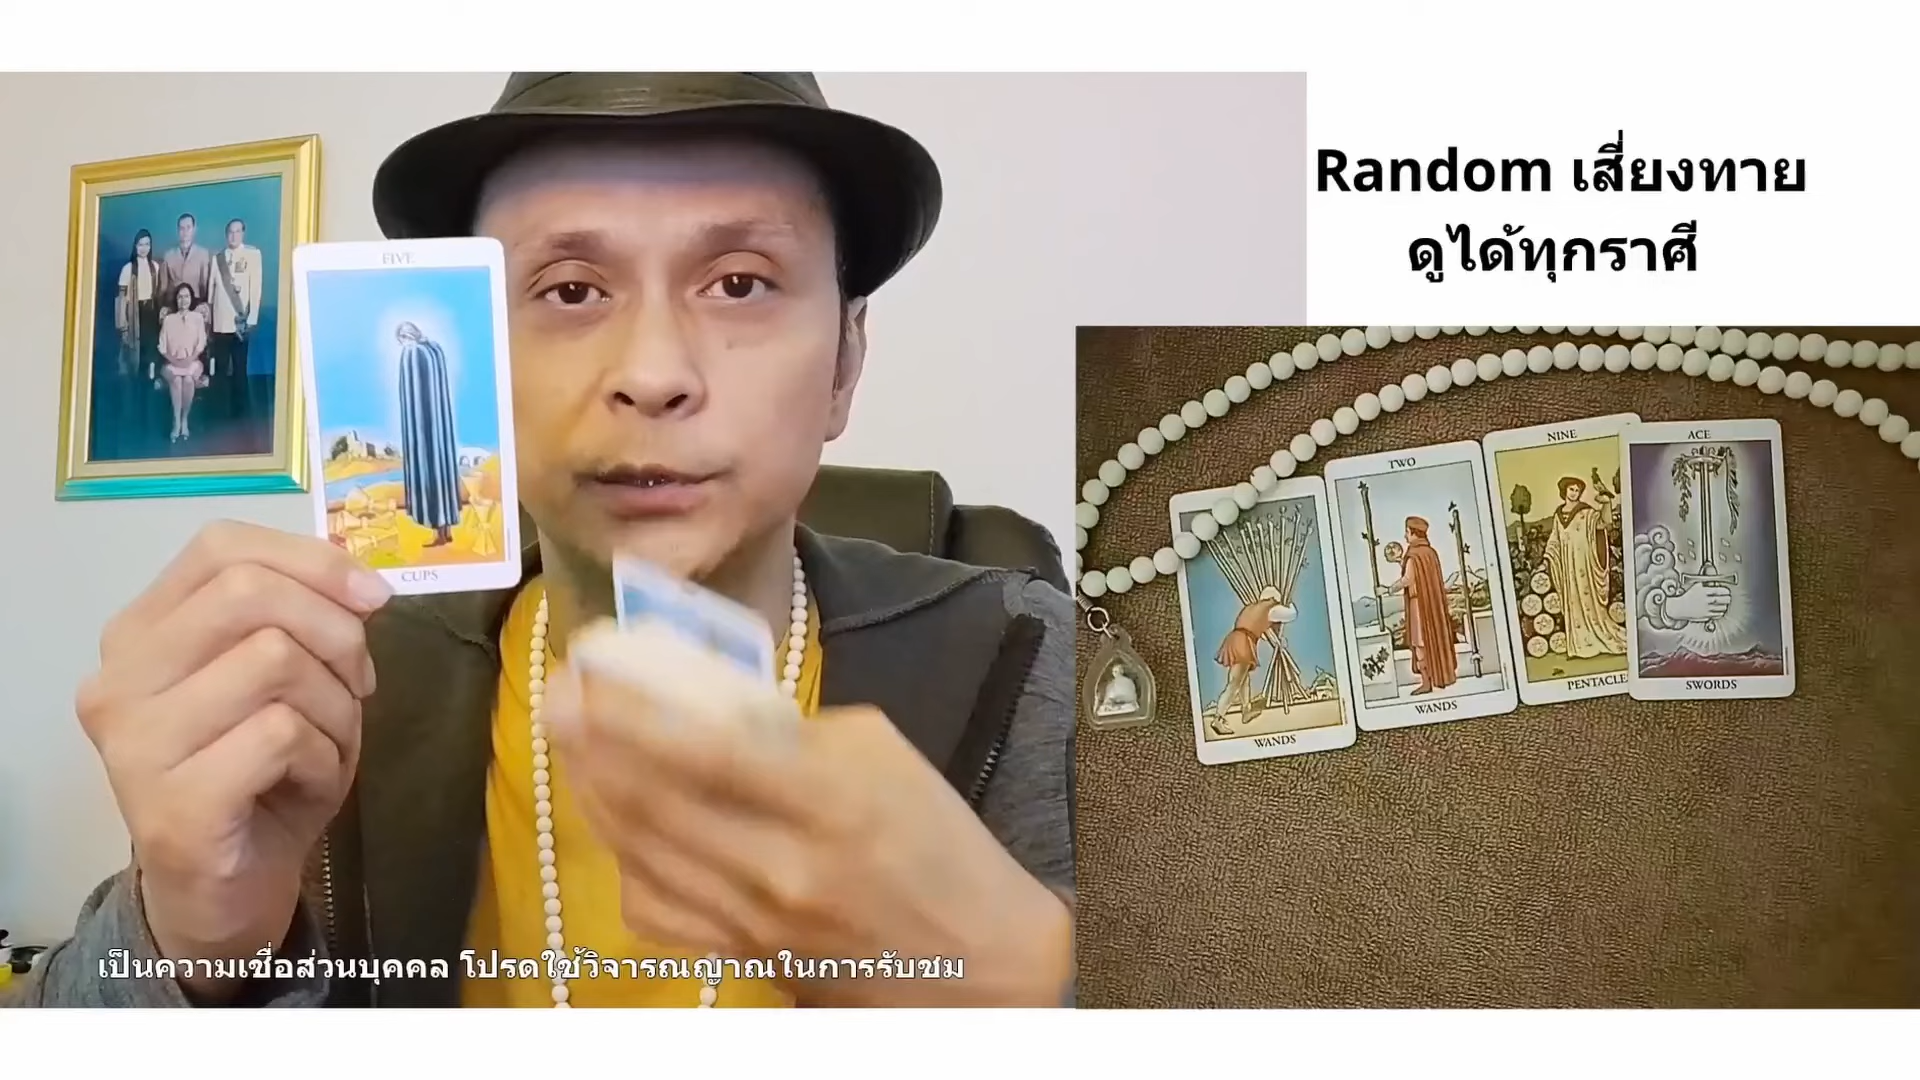 Random เสี่ยงทาย
ดูได้ทุกราศี
FIVE
CUPS
WANDS
TWO
WANDS
NINE
PENTACLE
ACE
SWORDS
เป็นความเชื่อส่วนบุคคล โปรดใช้วิจารณญาณในการรับชม